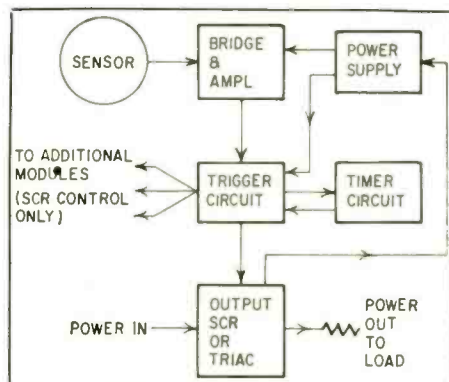 SENSOR
BRIDGE
&
AMPL
POWER
SUPPLY
TO ADDITIONAL
MODULES
(SCR CONTROL
ONLY)
TRIGGER
CIRCUIT
TIMER
CIRCUIT
POWER IN
OUTPUT
SCR
OR
TRIAC
POWER
OUT
TO
LOAD